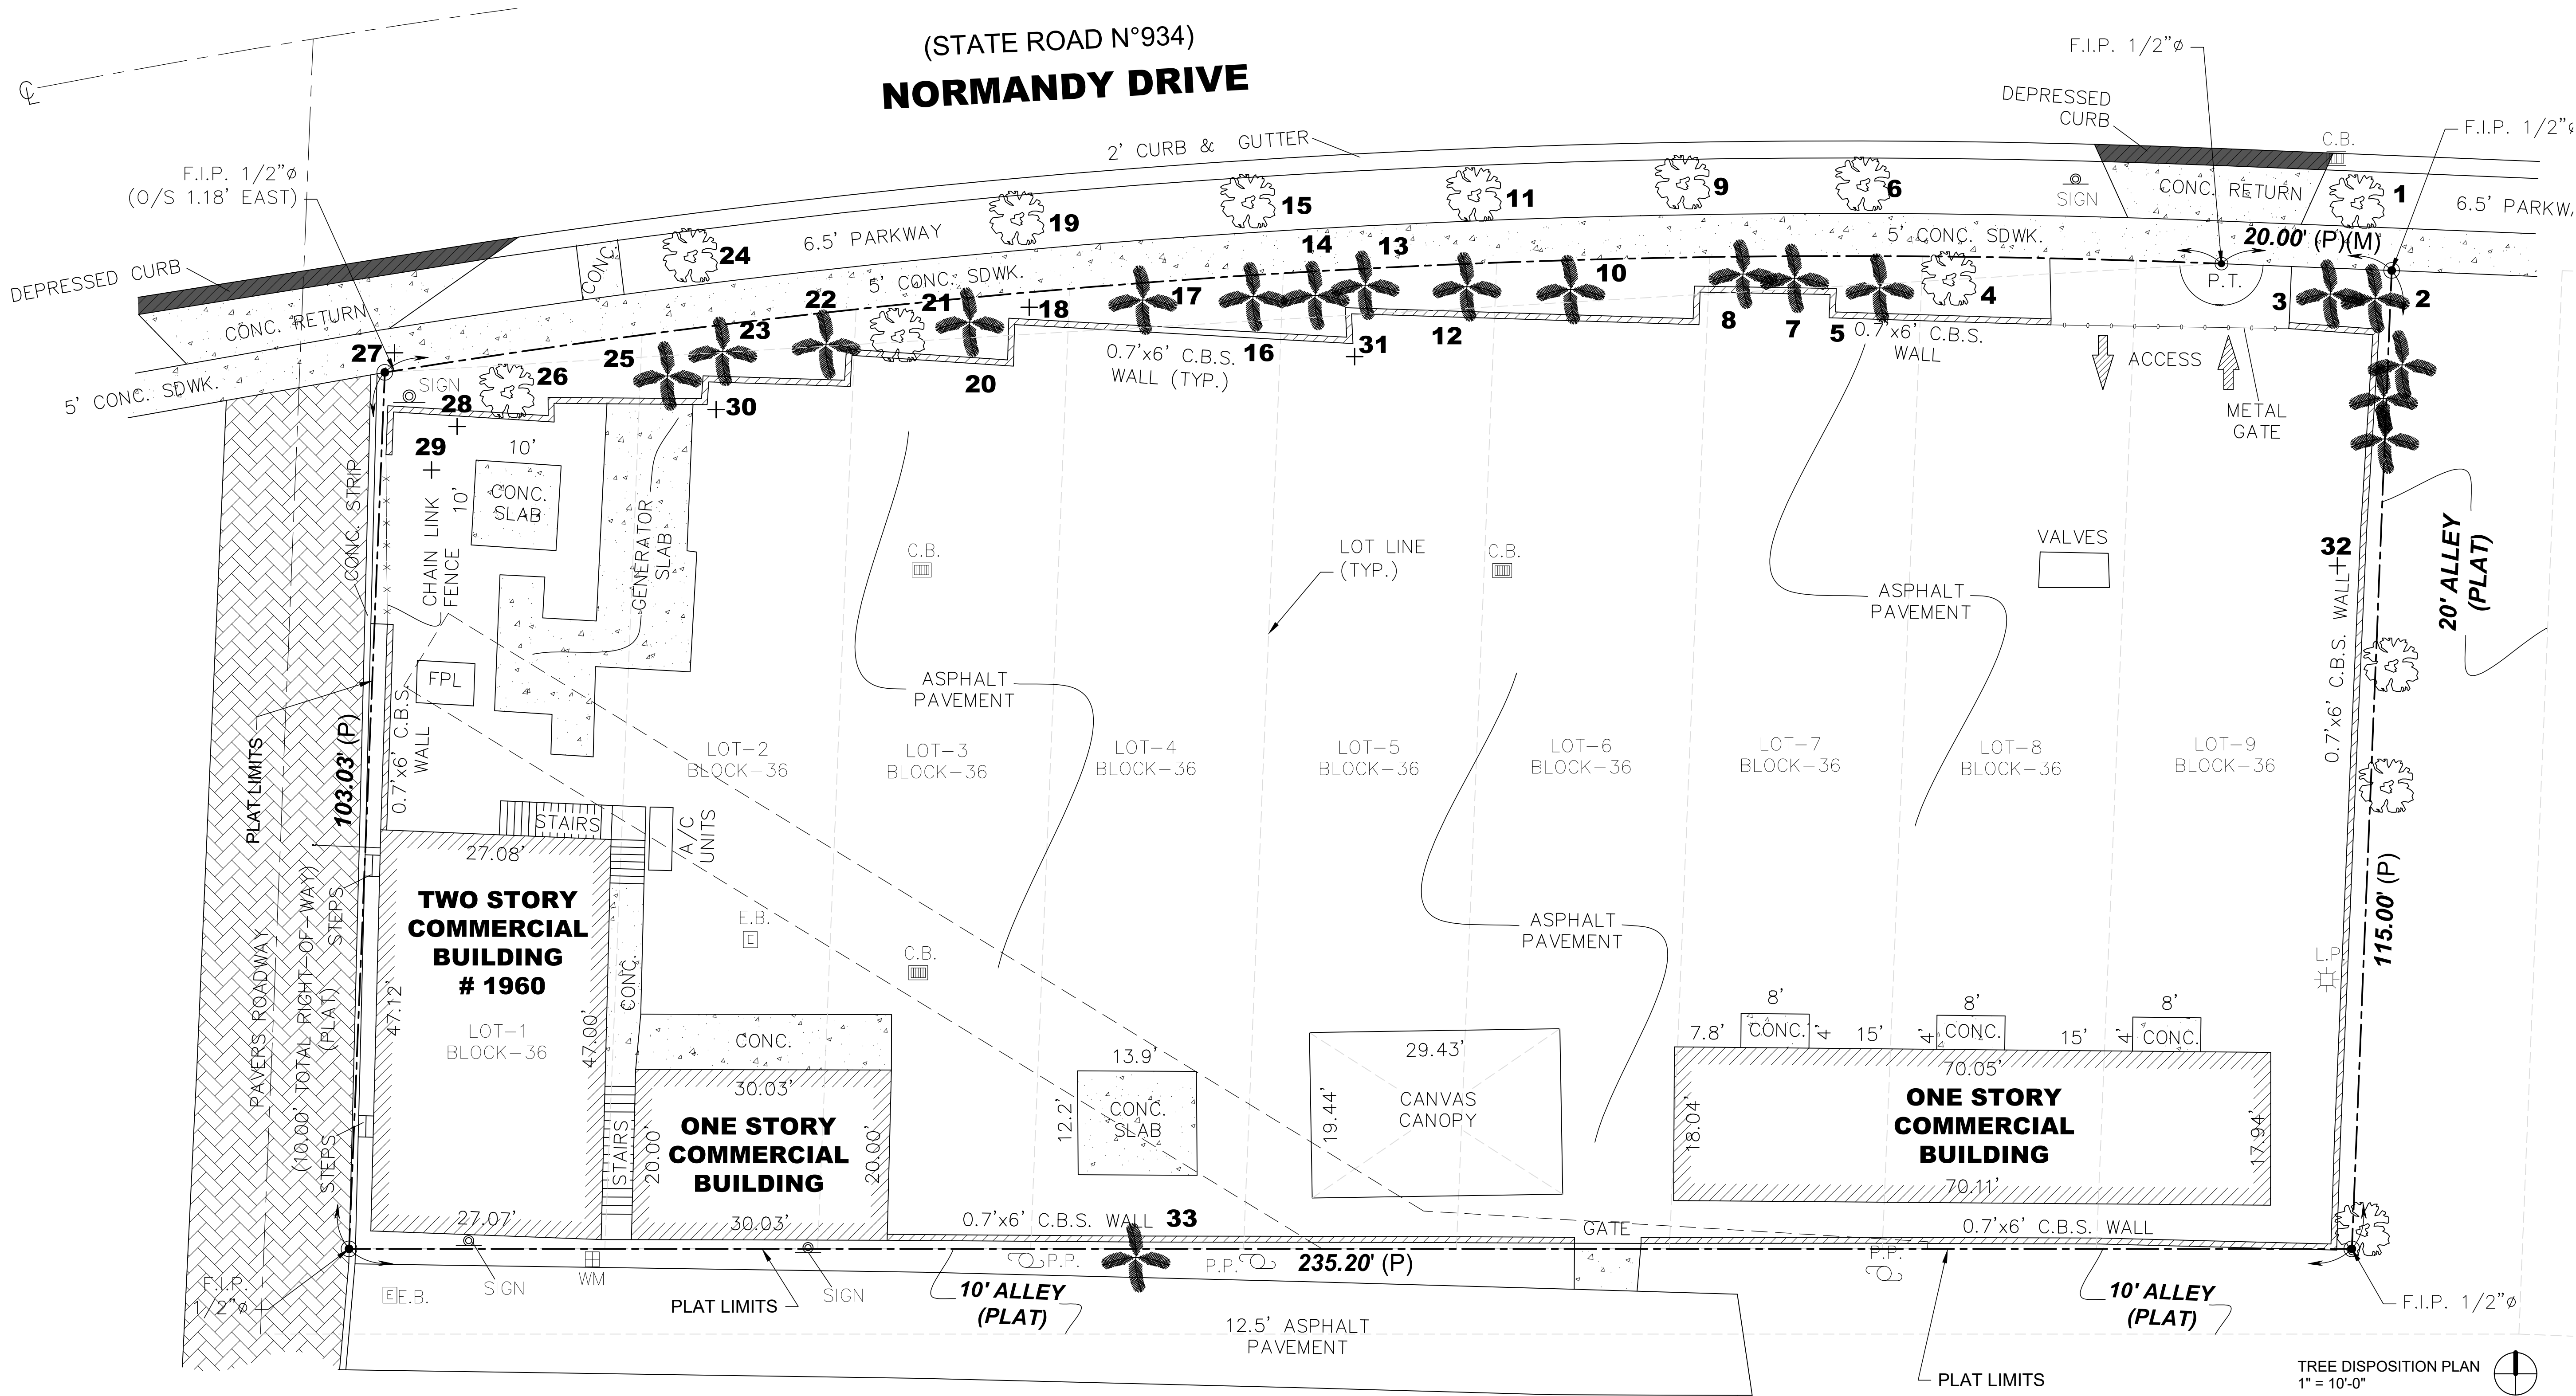 (STATE ROAD N°934)
NORMANDY DRIVE
F.I.P. 1/2"ø
DEPRESSED
CURB
C.B.
F.I.P. 1/2"ø
2' CURB & GUTTER
F.I.P. 1/2"ø
(O/S 1.18' EAST)
CONC. RETURN
SIGN
1
6.5' PARKW
6
9
11
15
19
24
6.5' PARKWAY
CONC.
DEPRESSED CURB
CONC. RETURN
5' CONC. SDWK.
5' CONC. SDWK.
5' CONC. SDWK.
20.00' (P)(M)
P.T.
14
13
10
17
18
21
22
23
25
26
27
28
29
30
20
16
31
12
8
7
5
4
3
2
SIGN
0.7'x6' C.B.S.
WALL (TYP.)
0.7'x6' C.B.S.
WALL
ACCESS
METAL
GATE
10'
10'
CONC.
SLAB
CONC. STRIP
CHAIN LINK
FENCE
GENERATOR
SLAB
C.B.
LOT LINE
(TYP.)
C.B.
VALVES
32
20' ALLEY
(PLAT)
ASPHALT
PAVEMENT
0.7'x6' C.B.S. WALL
FPL
ASPHALT
PAVEMENT
0.7'x6' C.B.S.
WALL
PLAT LIMITS
103.03' (P)
LOT-2
BLOCK-36
LOT-3
BLOCK-36
LOT-4
BLOCK-36
LOT-5
BLOCK-36
LOT-6
BLOCK-36
LOT-7
BLOCK-36
LOT-8
BLOCK-36
LOT-9
BLOCK-36
STAIRS
A/C
UNITS
27.08'
TWO STORY
COMMERCIAL
BUILDING
# 1960
LOT-1
BLOCK-36
47.12'
47.00'
CONC.
STEPS
PAVERS ROADWAY
(10.00' TOTAL RIGHT-OF-WAY)
(PLAT)
STEPS
E.B.
E
C.B.
ASPHALT
PAVEMENT
115.00' (P)
L.P.
CONC.
30.03'
ONE STORY
COMMERCIAL
BUILDING
20.00'
20.00'
30.03'
STAIRS
27.07'
13.9'
12.2'
CONC.
SLAB
29.43'
19.44'
CANVAS
CANOPY
7.8'
8'
CONC.
4'
15'
8'
4'
CONC.
15'
8'
4'
CONC.
70.05'
ONE STORY
COMMERCIAL
BUILDING
18.04'
17.94'
70.11'
0.7'x6' C.B.S. WALL
33
GATE
0.7'x6' C.B.S. WALL
P.P.
P.P.
235.20' (P)
P.P.
F.I.P.
1/2"ø
E
E.B.
SIGN
WM
SIGN
PLAT LIMITS
10' ALLEY
(PLAT)
12.5' ASPHALT
PAVEMENT
10' ALLEY
(PLAT)
F.I.P. 1/2"ø
PLAT LIMITS
TREE DISPOSITION PLAN
1" = 10'-0"